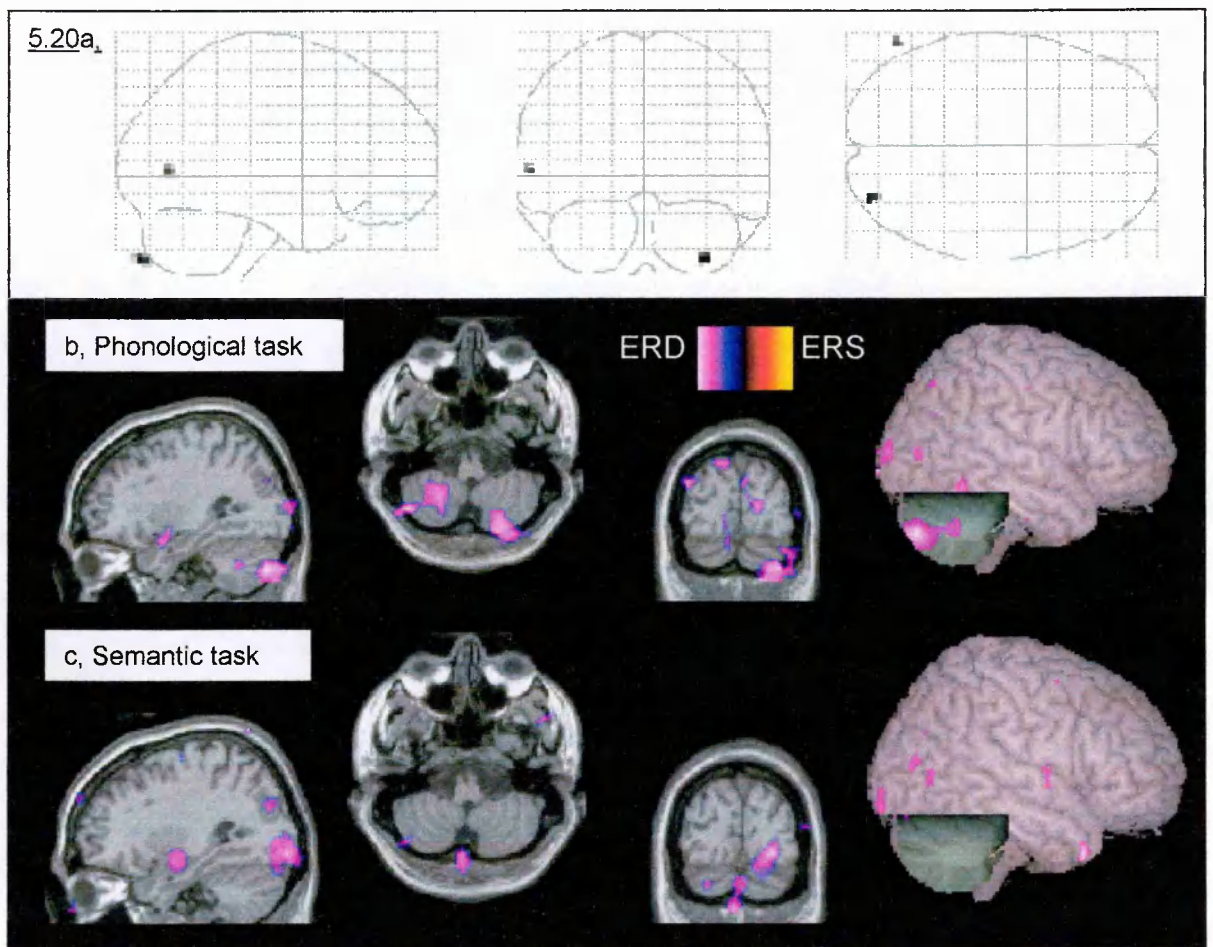 5.20a,
b, Phonological task
ERD ERS
c, Semantic task